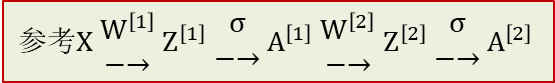 参考X W[1] —→ Z[1] σ —→ A[1] W[2] —→ Z[2] σ —→ A[2]